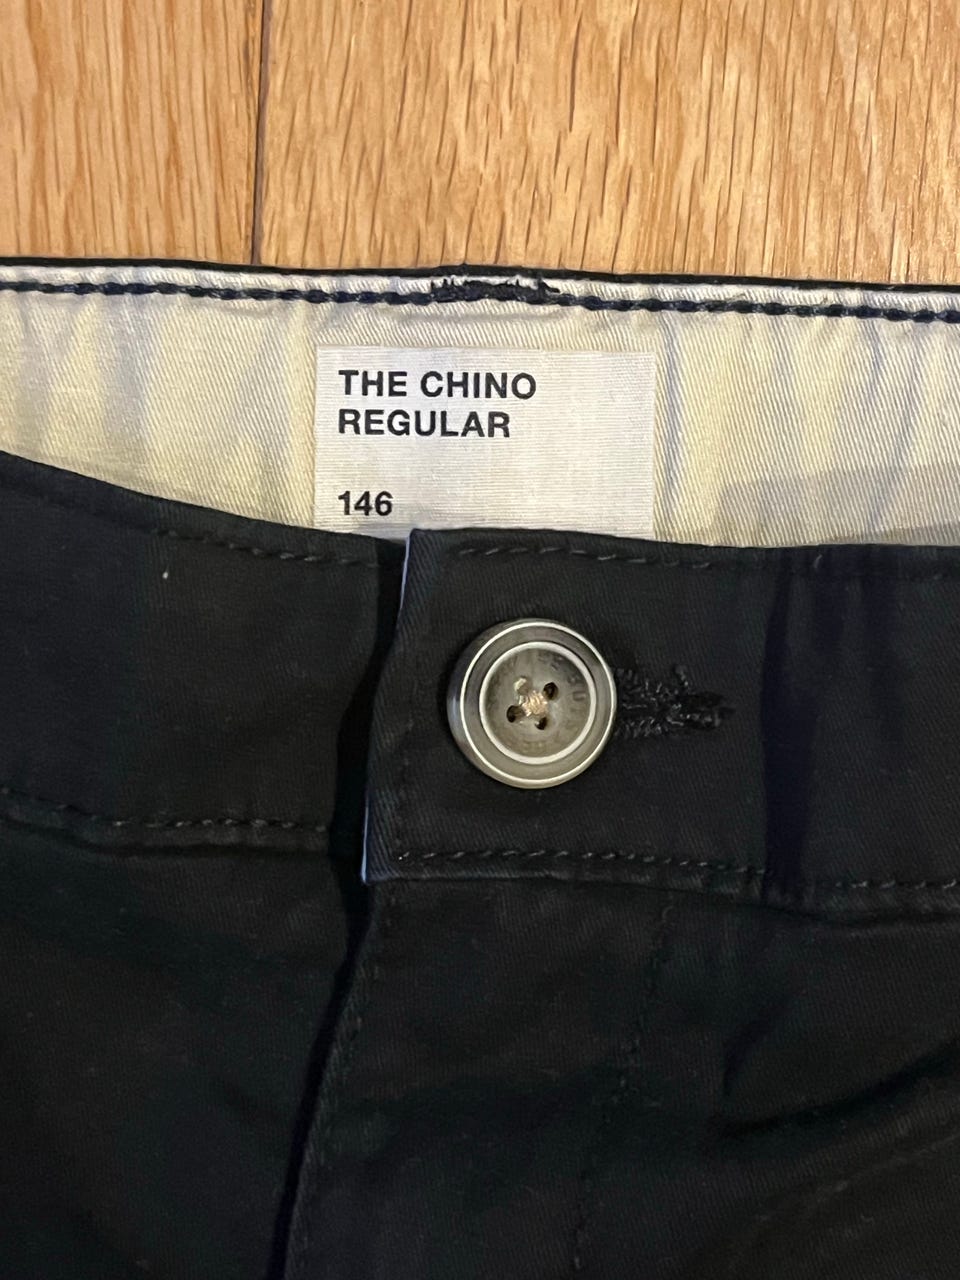 THE CHINO
REGULAR
146